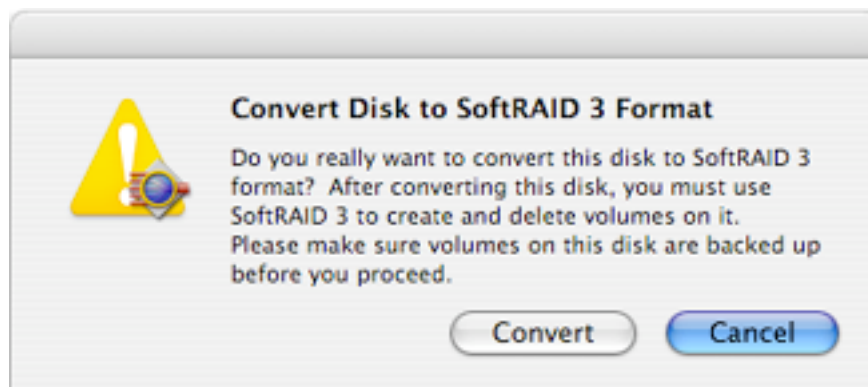 Convert Disk to SoftRAID 3 Format
Do you really want to convert this disk to SoftRAID 3
format?  After converting this disk, you must use
SoftRAID 3 to create and delete volumes on it.
Please make sure volumes on this disk are backed up
before you proceed.
Convert
Cancel